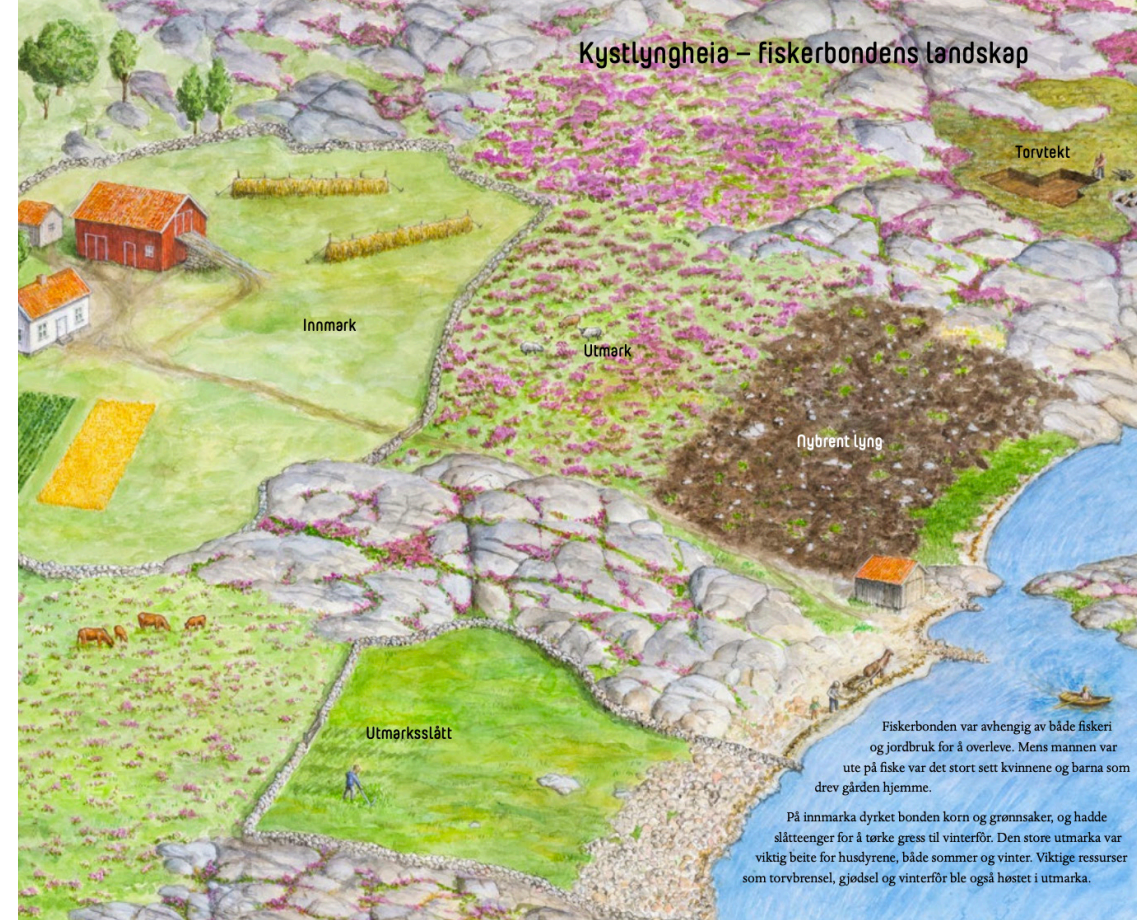 Kystlyngheia – fiskerbondens landskap
Torvtekt
Innmark
Utmark
Nybrent lyng
Utmarksslått
Fiskerbonden var avhengig av både fiskeri
og jordbruk for å overleve. Mens mannen var
ute på fiske var det stort sett kvinnene og barna som
drev gården hjemme.
På innmarka dyrket bonden korn og grønnsaker, og hadde
slåtteenger for å tørke gress til vinterfôr. Den store utmarka var
viktig beite for husdyrene, både sommer og vinter. Viktige ressurser
som torvbrensel, gjødsel og vinterfôr ble også høstet i utmarka.